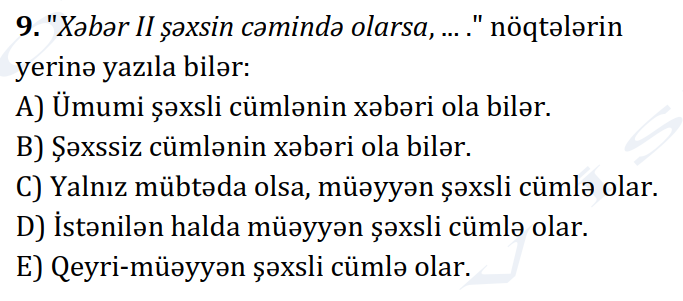 9. "Xəbər II şəxsin cəmində olarsa, ... ." nöqtələrin
yerinə yazıla bilər:
A) Ümumi şəxsli cümlənin xəbəri ola bilər.
B) Şəxssiz cümlənin xəbəri ola bilər.
C) Yalnız mübtəda olsa, müəyyən şəxsli cümlə olar.
D) İstənilən halda müəyyən şəxsli cümlə olar.
E) Qeyri-müəyyən şəxsli cümlə olar.